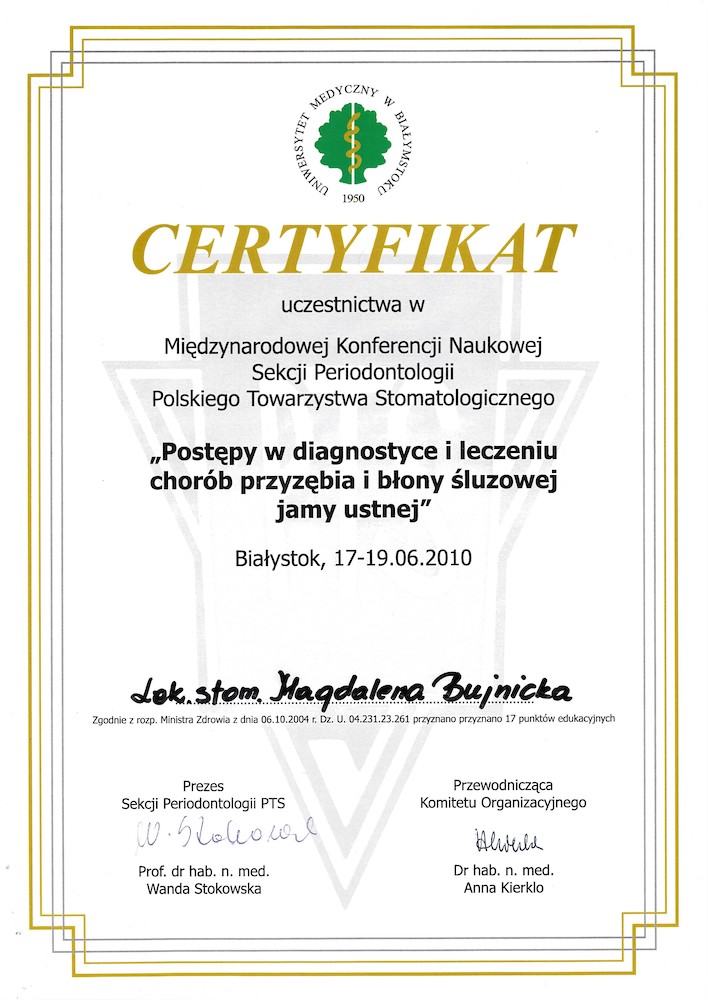 UNIWERSYTET MEDYCZNY W BIAŁYMSTOKU
1950
CERTYFIKAT
uczestnictwa w
Międzynarodowej Konferencji Naukowej
Sekcji Periodontologii
Polskiego Towarzystwa Stomatologicznego
„Postępy w diagnostyce i leczeniu
chorób przyzębia i błony śluzowej
jamy ustnej”
Białystok, 17-19.06.2010
Lek. stom. Magdalena Bujnicka
Zgodnie z rozp. Ministra Zdrowia z dnia 06.10.2004 r. Dz. U. 04.231.23.261 przyznano przyznano 17 punktów edukacyjnych
Prezes
Sekcji Periodontologii PTS
W. Stokowska
Prof. dr hab. n. med.
Wanda Stokowska
Przewodnicząca
Komitetu Organizacyjnego
Dr hab. n. med.
Anna Kierklo